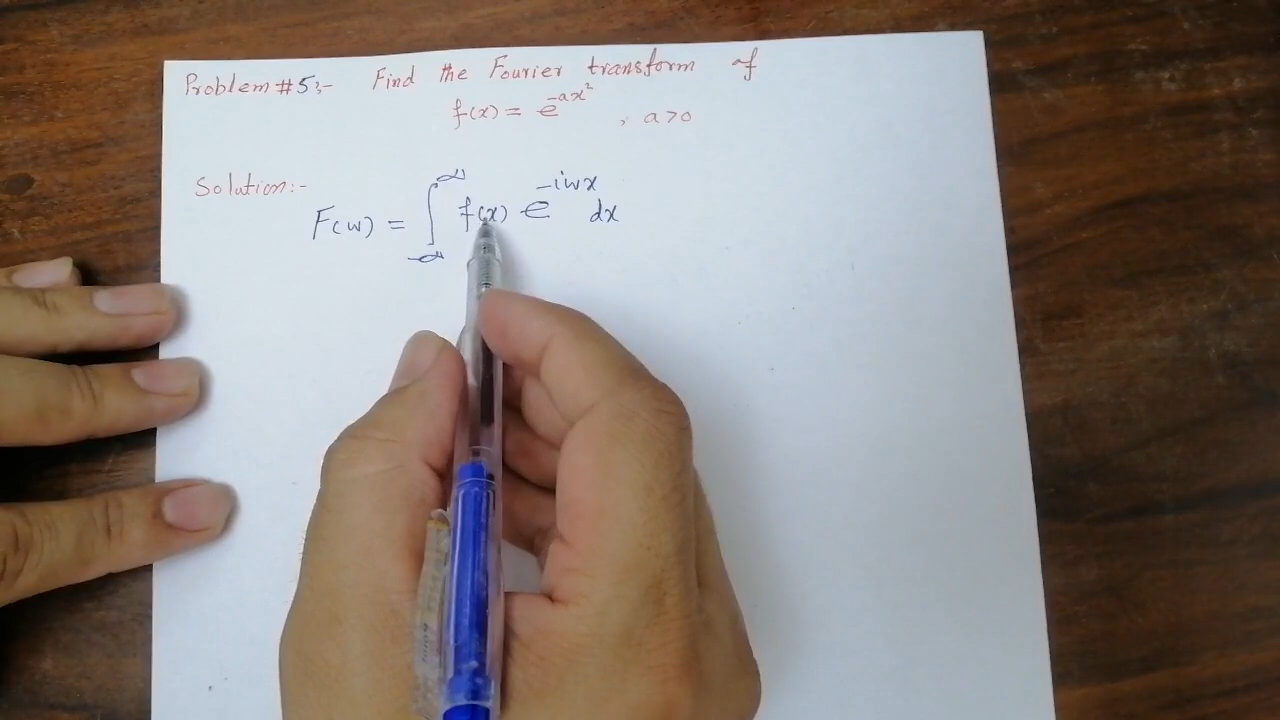 Problem #5:- Find the Fourier transform of
f(x) = e^{-ax²}, a>0
Solution:-
F(w) = ∫_{-∞}^{∞} f(x) e^{-iwx} dx